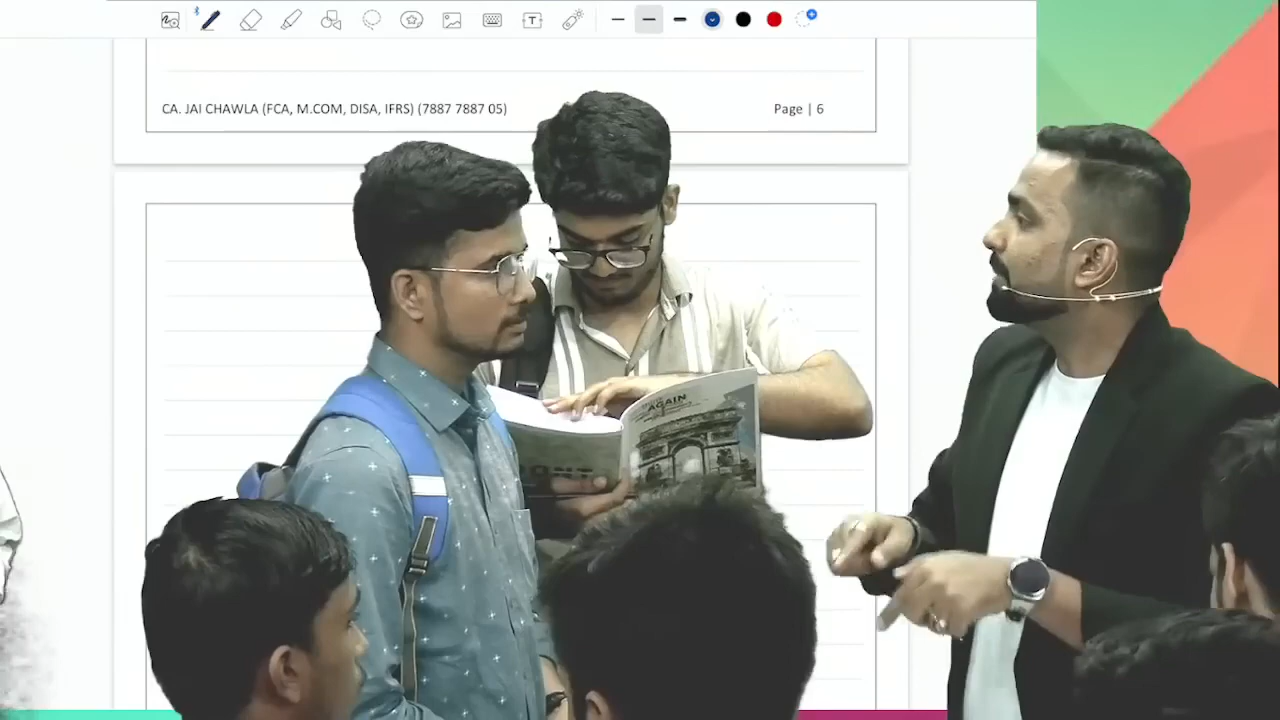 CA. JAI CHAWLA (FCA, M.COM, DISA, IFRS) (7887 7887 05)
Page | 6
AGAIN